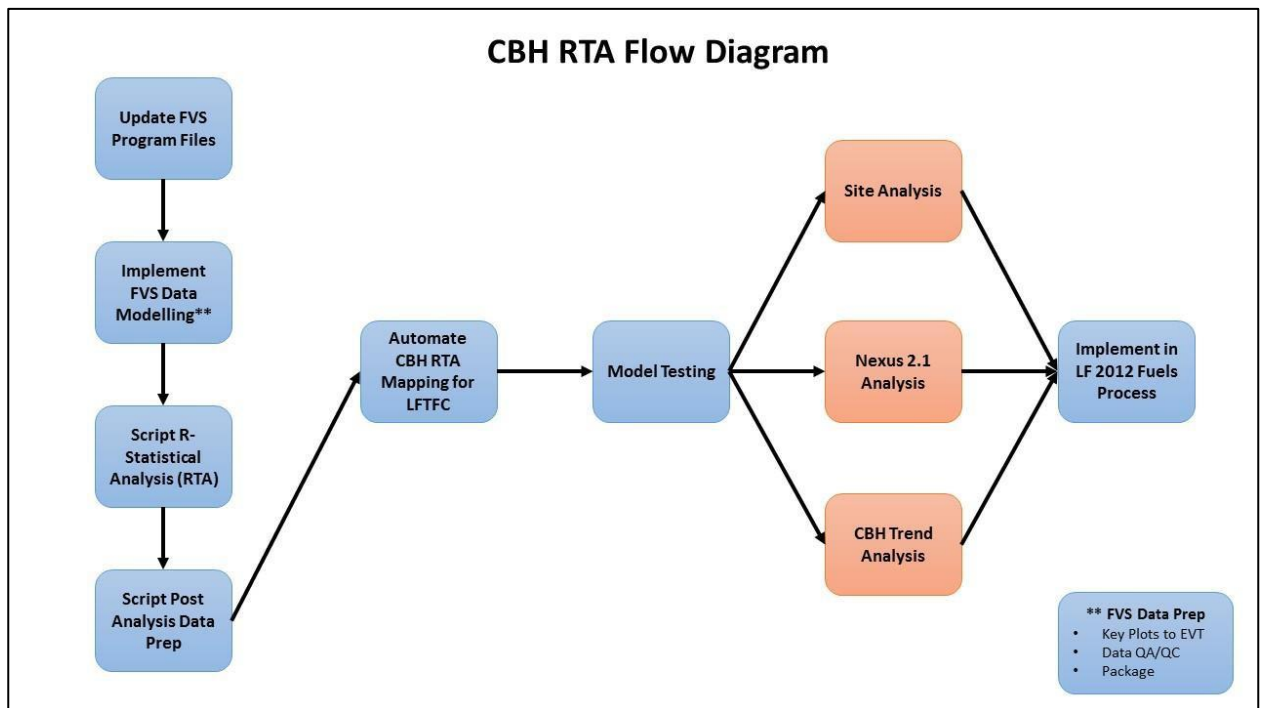 CBH RTA Flow Diagram
Update FVS
Program Files
Implement
FVS Data
Modelling**
Script R-
Statistical
Analysis (RTA)
Script Post
Analysis Data
Prep
Automate
CBH RTA
Mapping for
LFTFC
Model Testing
Site Analysis
Nexus 2.1
Analysis
CBH Trend
Analysis
Implement in
LF 2012 Fuels
Process
** FVS Data Prep
• Key Plots to EVT
• Data QA/QC
• Package